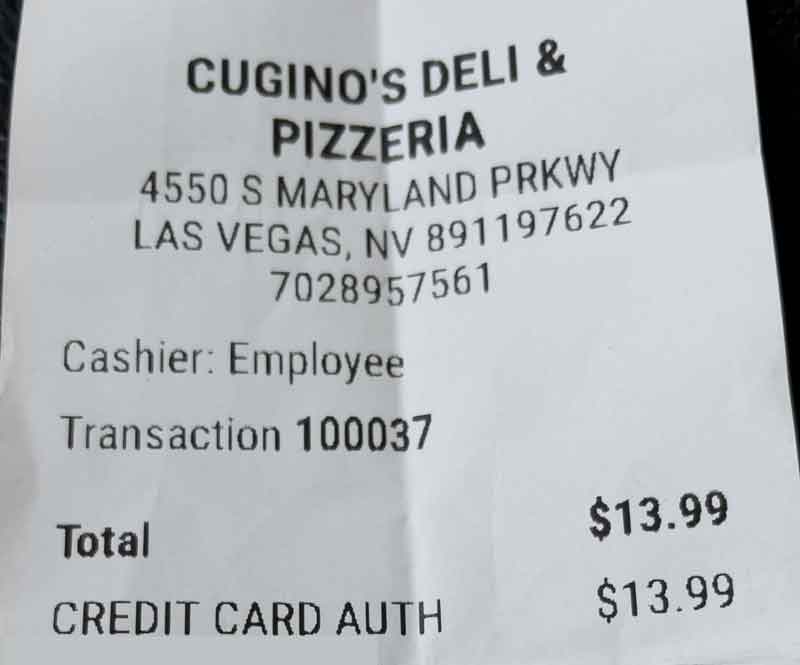 CUGINO'S DELI &
PIZZERIA
4550 S MARYLAND PRKWY
LAS VEGAS, NV 891197622
7028957561
Cashier: Employee
Transaction 100037
Total $13.99
CREDIT CARD AUTH $13.99